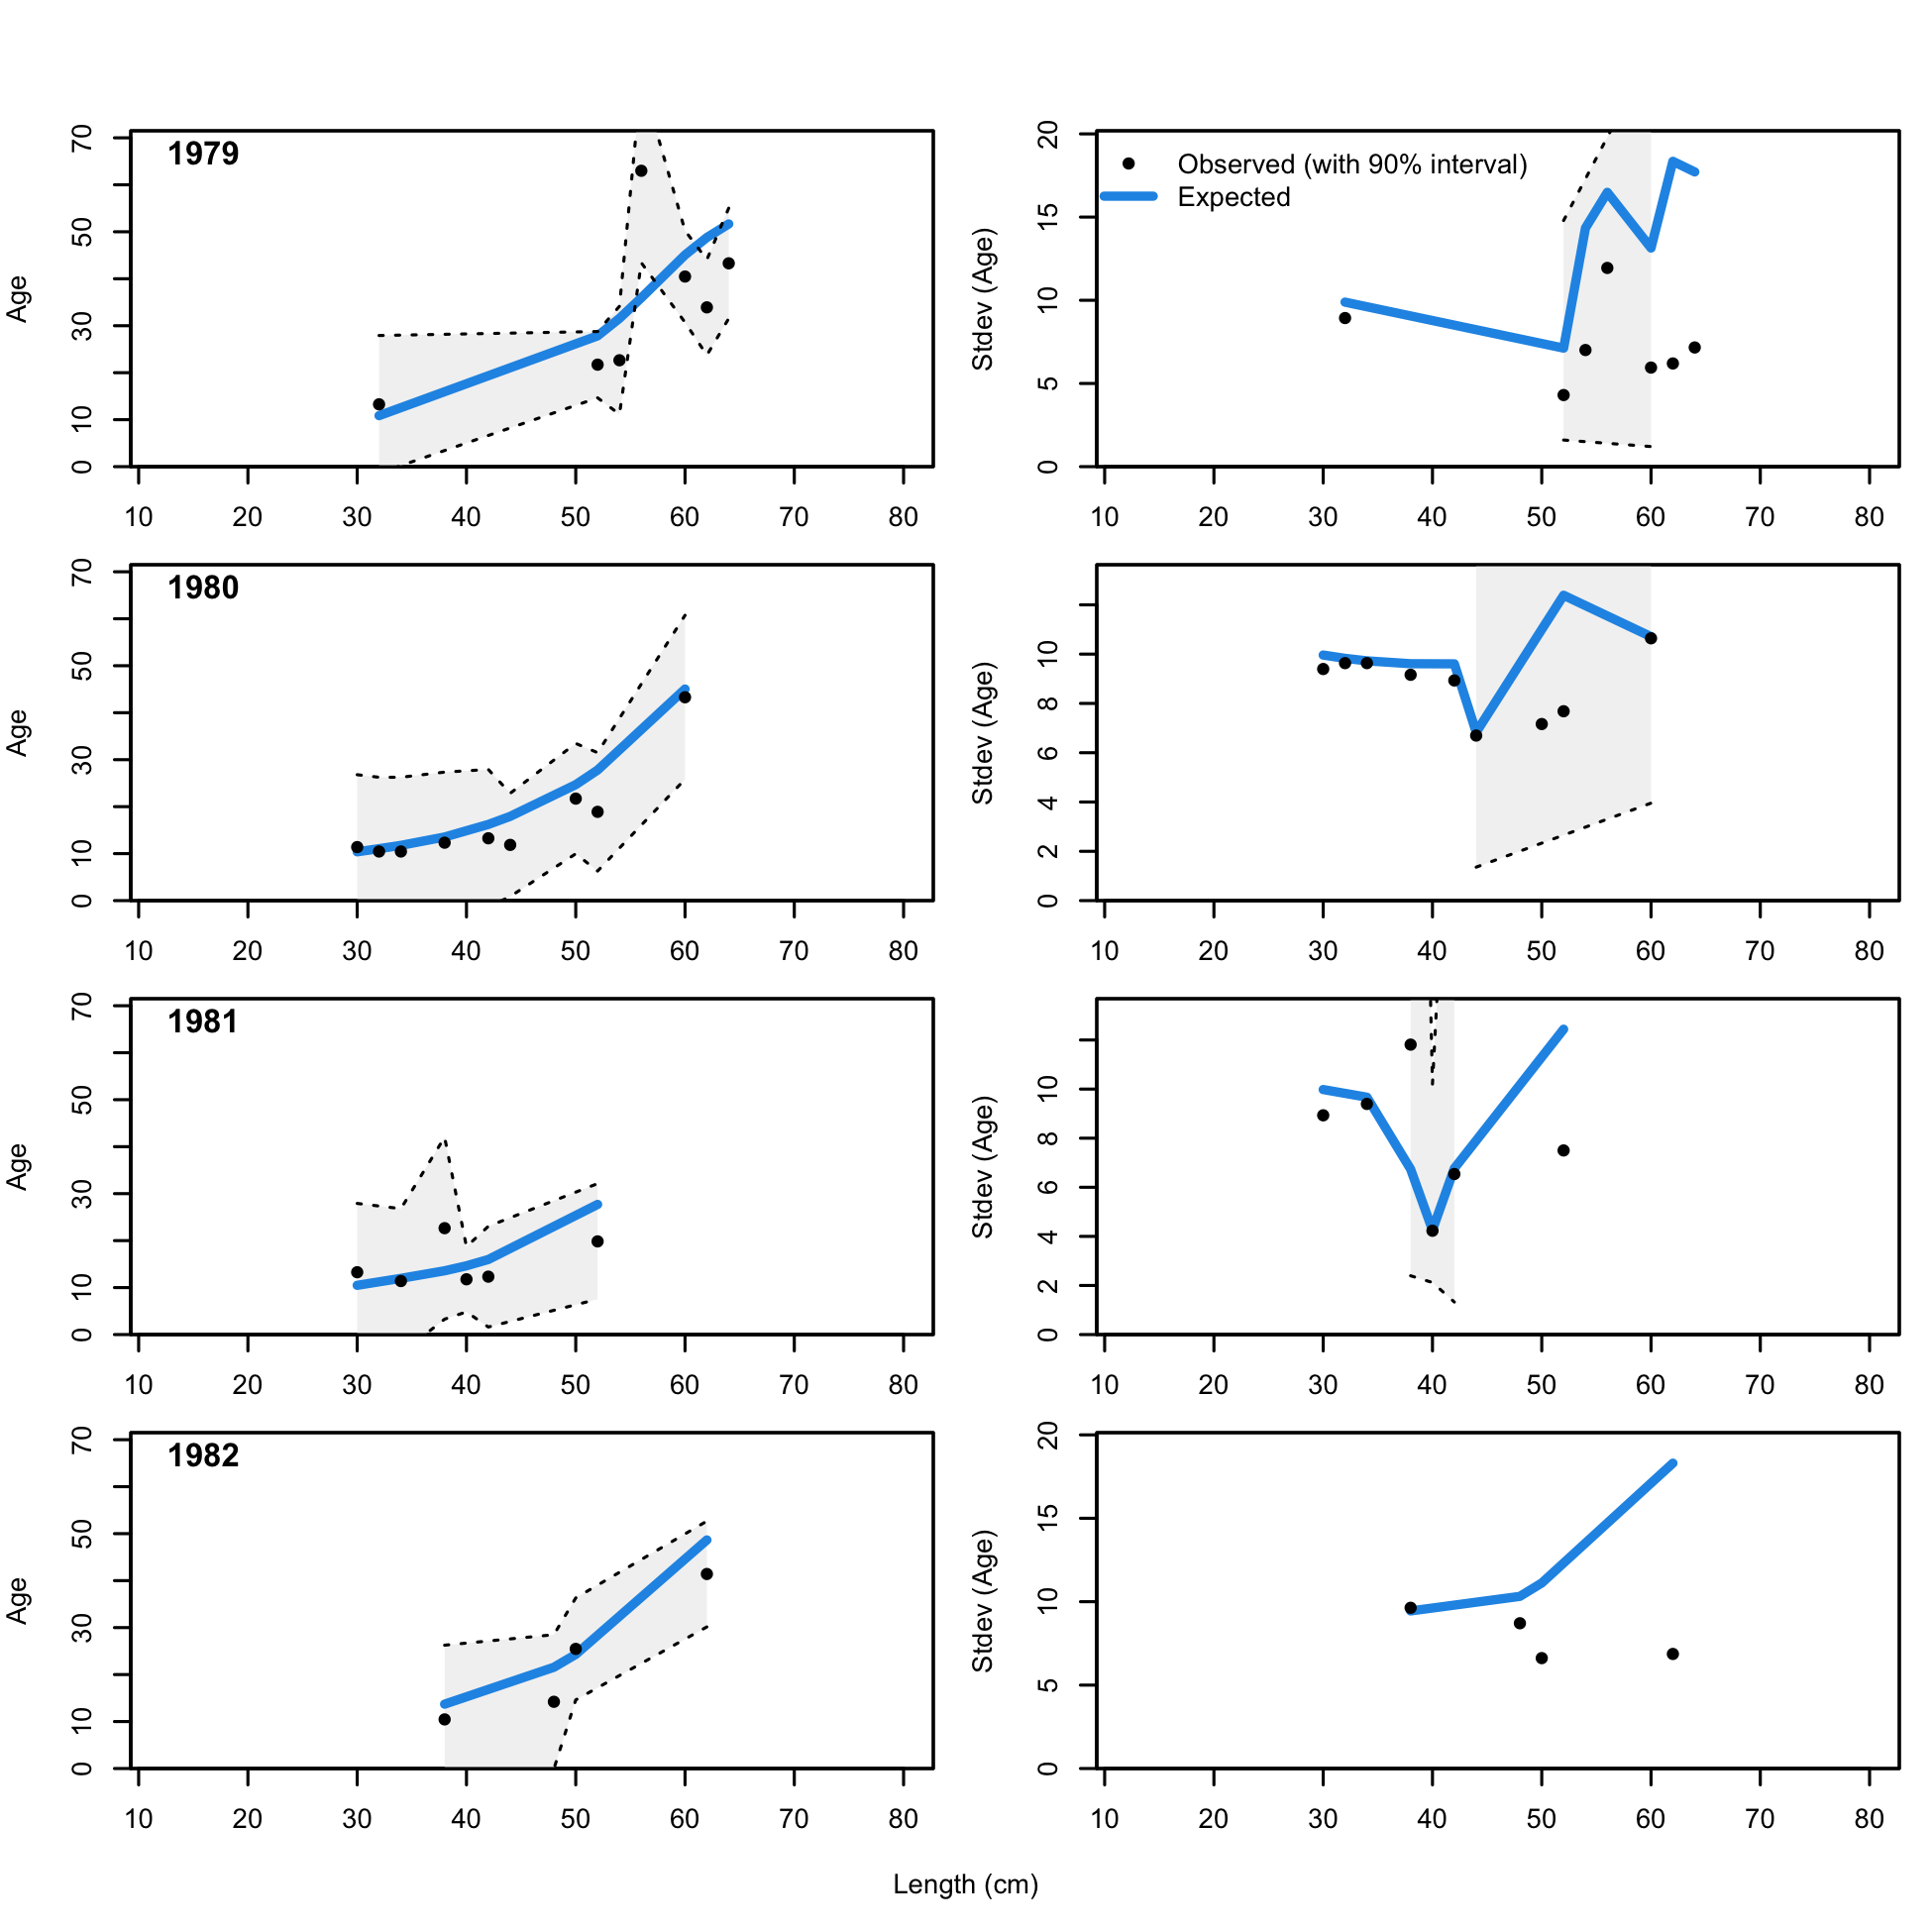 1979
Age
0 10 30 50 70
10 20 30 40 50 60 70 80
Observed (with 90% interval)
Expected
Stdev (Age)
0 5 10 15 20
10 20 30 40 50 60 70 80
1980
Age
0 10 30 50 70
10 20 30 40 50 60 70 80
Stdev (Age)
0 2 4 6 8 10
10 20 30 40 50 60 70 80
1981
Age
0 10 30 50 70
10 20 30 40 50 60 70 80
Stdev (Age)
0 2 4 6 8 10
10 20 30 40 50 60 70 80
1982
Age
0 10 30 50 70
10 20 30 40 50 60 70 80
Stdev (Age)
0 5 10 15 20
10 20 30 40 50 60 70 80
Length (cm)